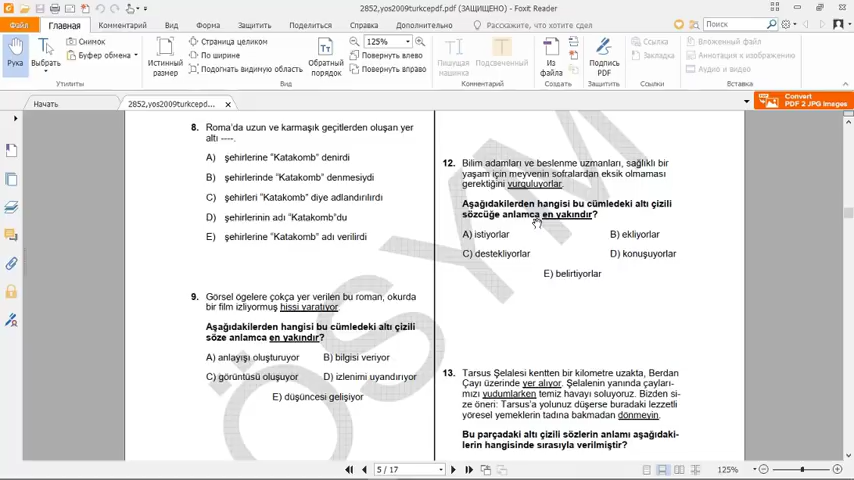 2852,yos2009turkcepdf.pdf (ЗАЩИЩЕНО) - Foxit Reader
Файл
Главная
Комментарий
Вид
Форма
Защитить
Поделиться
Справка
Дополнительно
Расскажите, что хотите сдел
Поиск
Рука
Выбрать
Снимок
Буфер обмена
Утилиты
Истинный размер
Страница целиком
По ширине
Подогнать видимую область
Обратный порядок
125%
Повернуть влево
Повернуть вправо
Вид
Пишущая машинка
Подсвеченный
Комментарий
Из файла
Создать
Подпись PDF
Защитить
Ссылка
Закладка
Ссылки
Вложенный файл
Аннотация к изображению
Аудио и видео
Вставить
Начать
2852,yos2009turkcepd...
Convert
PDF 2 JPG Images
8. Roma'da uzun ve karmaşık geçitlerden oluşan yer
altı ----.
A) şehirlerine "Katakomb" denirdi
B) şehirlerinde "Katakomb" denmesiydi
C) şehirleri "Katakomb" diye adlandırılırdı
D) şehirlerinin adı "Katakomb"du
E) şehirlerine "Katakomb" adı verilirdi
9. Görsel ögelere çokça yer verilen bu roman, okurda
bir film izliyormuş hissi yaratıyor.
Aşağıdakilerden hangisi bu cümledeki altı çizili
söze anlamca en yakındır?
A) anlayışı oluşturuyor B) bilgisi veriyor
C) görüntüsü oluşuyor D) izlenimi uyandırıyor
E) düşüncesi gelişiyor
12. Bilim adamları ve beslenme uzmanları, sağlıklı bir
yaşam için meyvenin sofralardan eksik olmaması
gerektiğini vurguluyorlar.
Aşağıdakilerden hangisi bu cümledeki altı çizili
sözcüğe anlamca en yakındır?
A) istiyorlar B) ekliyorlar
C) destekliyorlar D) konuşuyorlar
E) belirtiyorlar
13. Tarsus Şelalesi kentten bir kilometre uzakta, Berdan
Çayı üzerinde yer alıyor. Şelalenin yanında çayları-
mızı yudumlarken temiz havayı soluyoruz. Bizden si-
ze öneri: Tarsus'a yolunuz düşerse buradaki lezzetli
yöresel yemeklerin tadına bakmadan dönmeyin.
Bu parçadaki altı çizili sözlerin anlamı aşağıdaki-
lerin hangisinde sırasıyla verilmiştir?
ÖSYM
5 / 17
125%